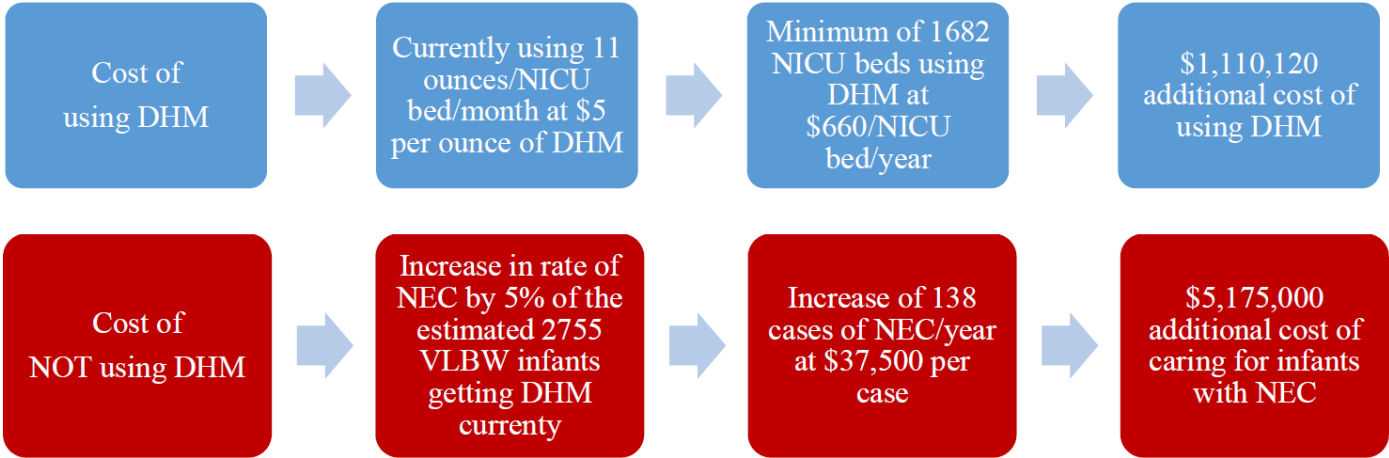 Cost of
using DHM
Currently using 11
ounces/NICU
bed/month at $5
per ounce of DHM
Minimum of 1682
NICU beds using
DHM at
$660/NICU
bed/year
$1,110,120
additional cost of
using DHM
Cost of
NOT using DHM
Increase in rate of
NEC by 5% of the
estimated 2755
VLBW infants
getting DHM
currenty
Increase of 138
cases of NEC/year
at $37,500 per
case
$5,175,000
additional cost of
caring for infants
with NEC